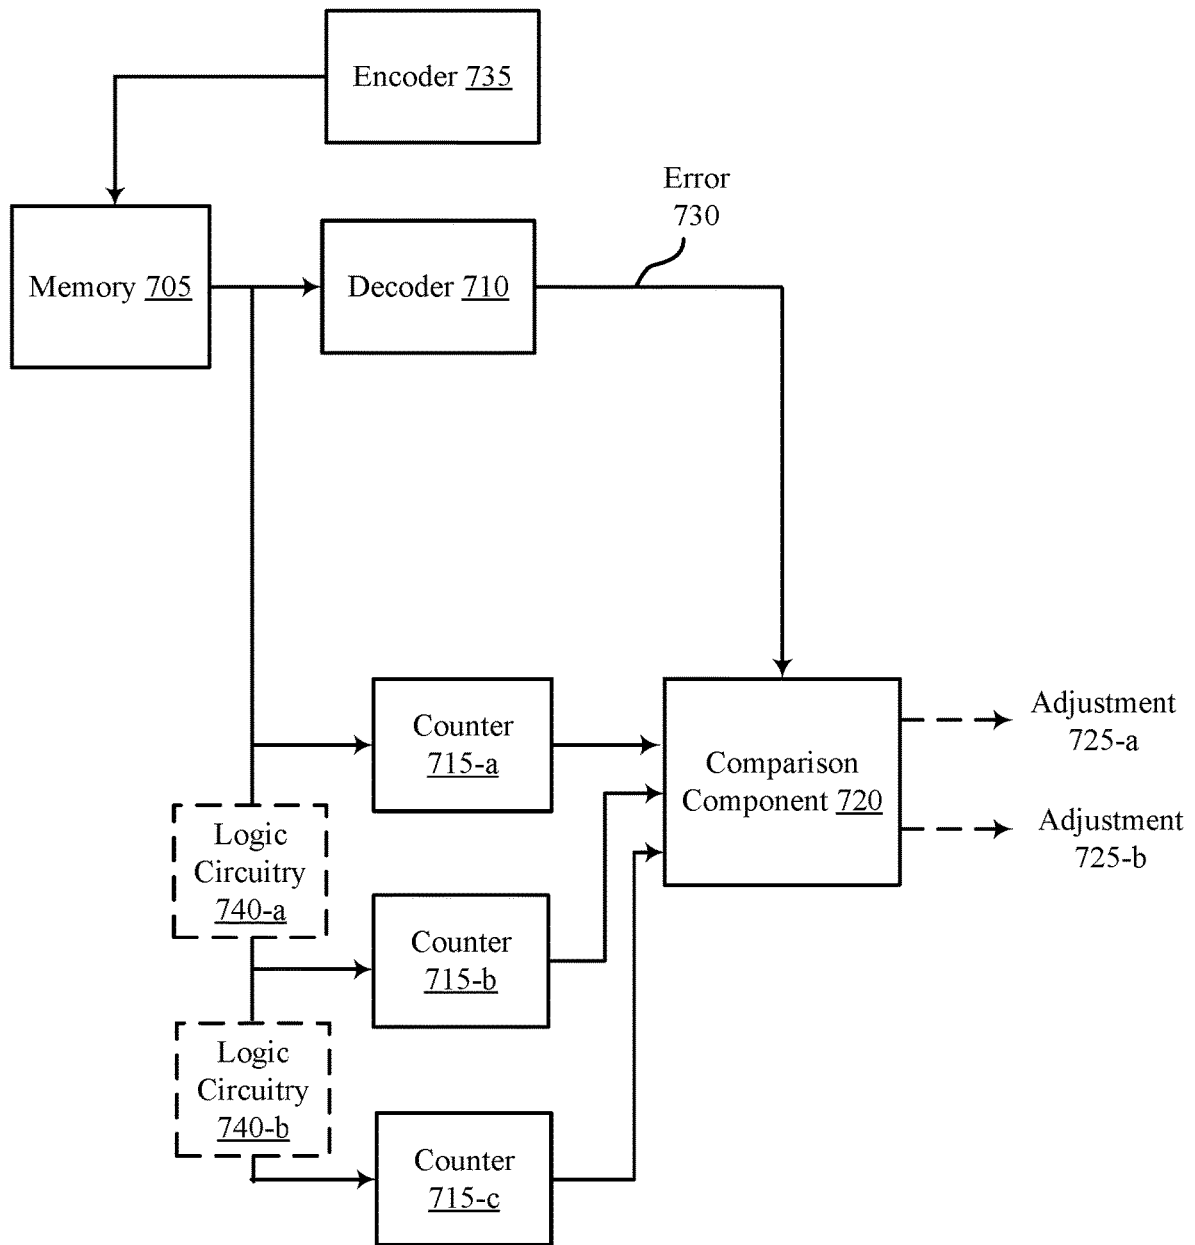 Encoder 735
Error
730
Memory 705
Decoder 710
Counter
715-a
Comparison
Component 720
Adjustment
725-a
Adjustment
725-b
Logic
Circuitry
740-a
Counter
715-b
Logic
Circuitry
740-b
Counter
715-c